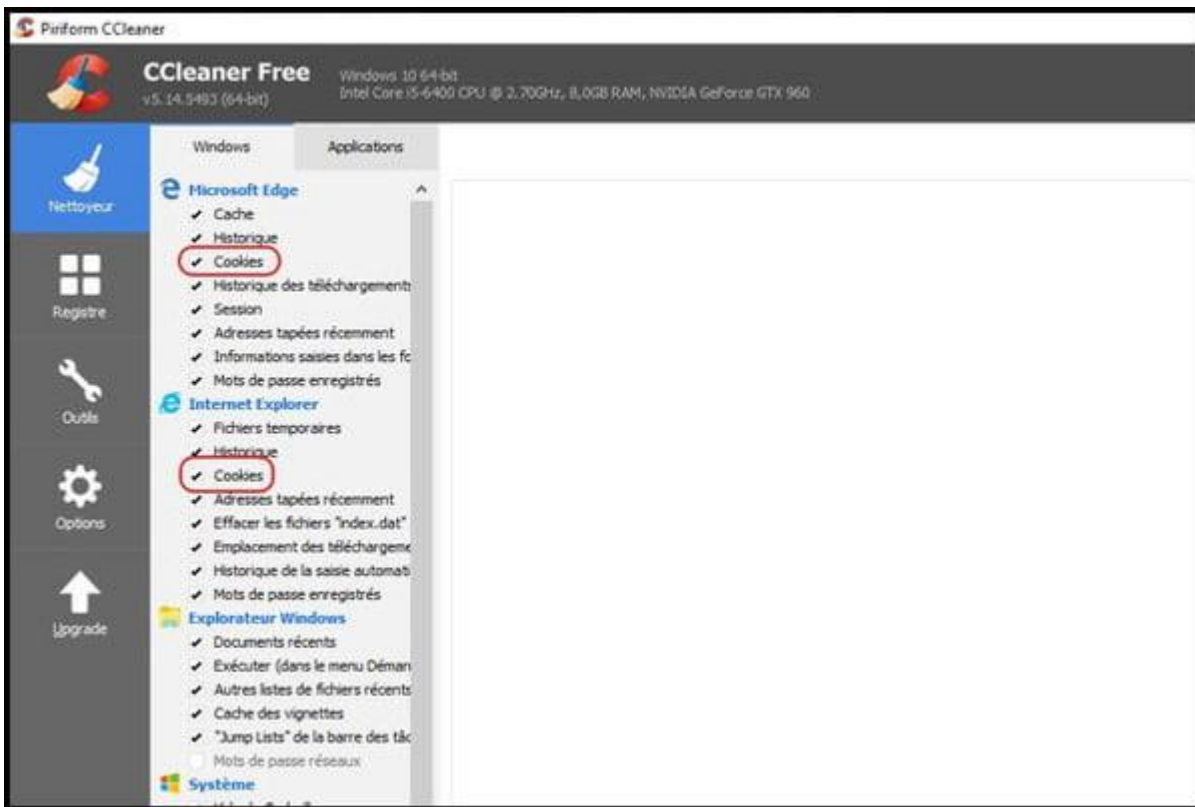 Piriform CCleaner
CCleaner Free
v5.14.5493 (64-bit)
Windows 10 64-bit
Intel Core i5-6400 CPU @ 2.70GHz, 8,0GB RAM, NVIDIA GeForce GTX 960
Nettoyeur
Registre
Outils
Options
Upgrade
Windows Applications
Microsoft Edge
Cache
Historique
Cookies
Historique des téléchargements
Session
Adresses tapées récemment
Informations saisies dans les fo
Mots de passe enregistrés
Internet Explorer
Fichiers temporaires
Historique
Cookies
Adresses tapées récemment
Effacer les fichiers "index.dat"
Emplacement des téléchargeme
Historique de la saisie automati
Mots de passe enregistrés
Explorateur Windows
Documents récents
Exécuter (dans le menu Démar
Autres listes de fichiers récents
Cache des vignettes
"Jump Lists" de la barre des tâc
Mots de passe réseaux
Système